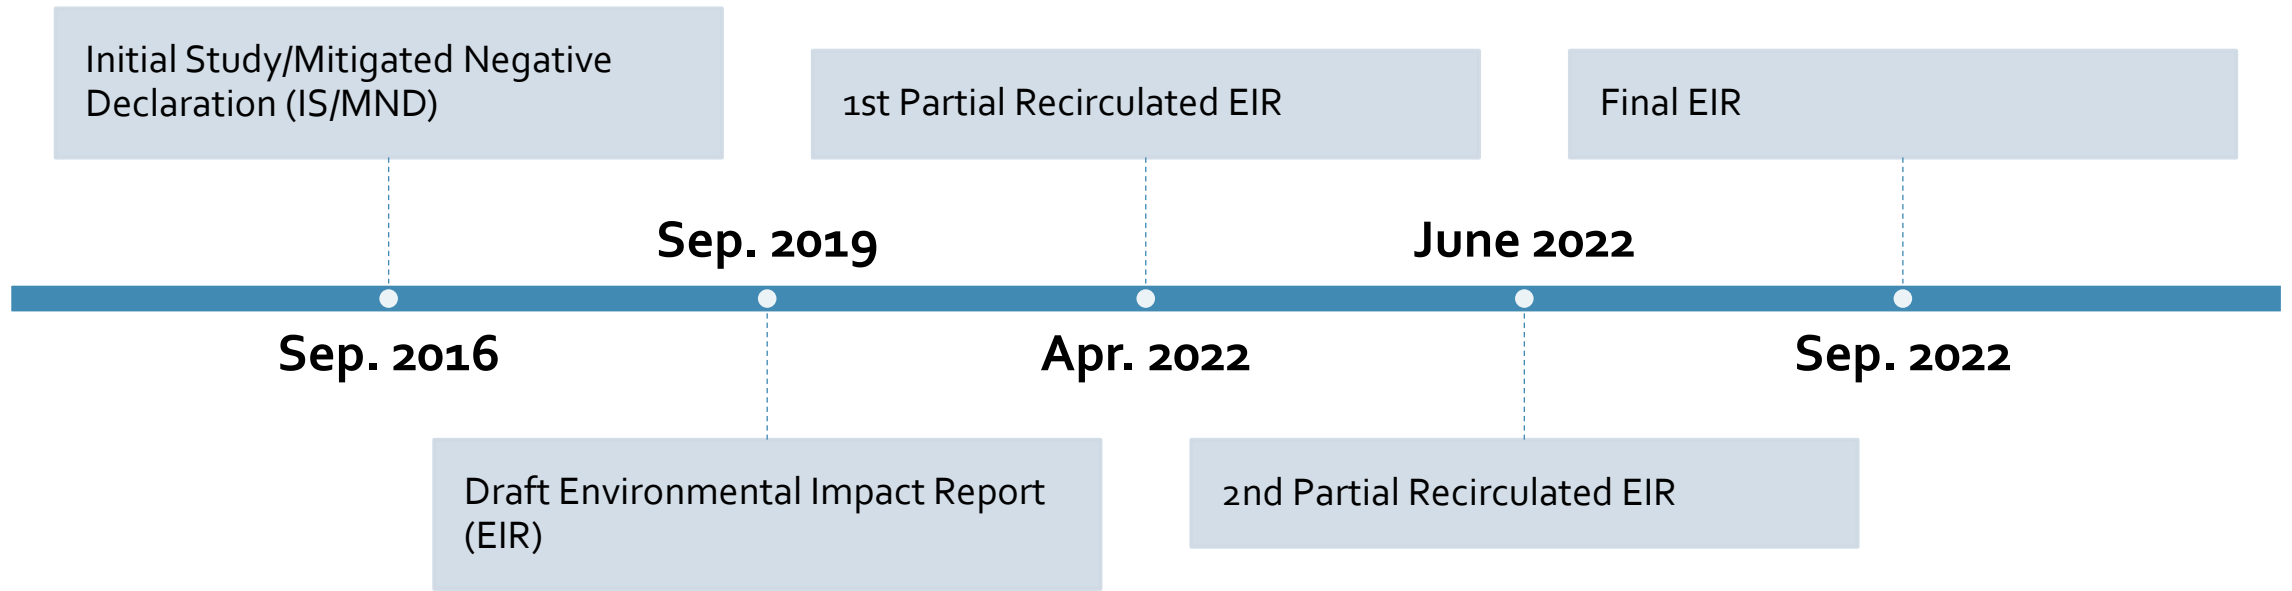 Initial Study/Mitigated Negative
Declaration (IS/MND)
1st Partial Recirculated EIR
Final EIR
Sep. 2019
June 2022
Sep. 2016
Apr. 2022
Sep. 2022
Draft Environmental Impact Report
(EIR)
2nd Partial Recirculated EIR